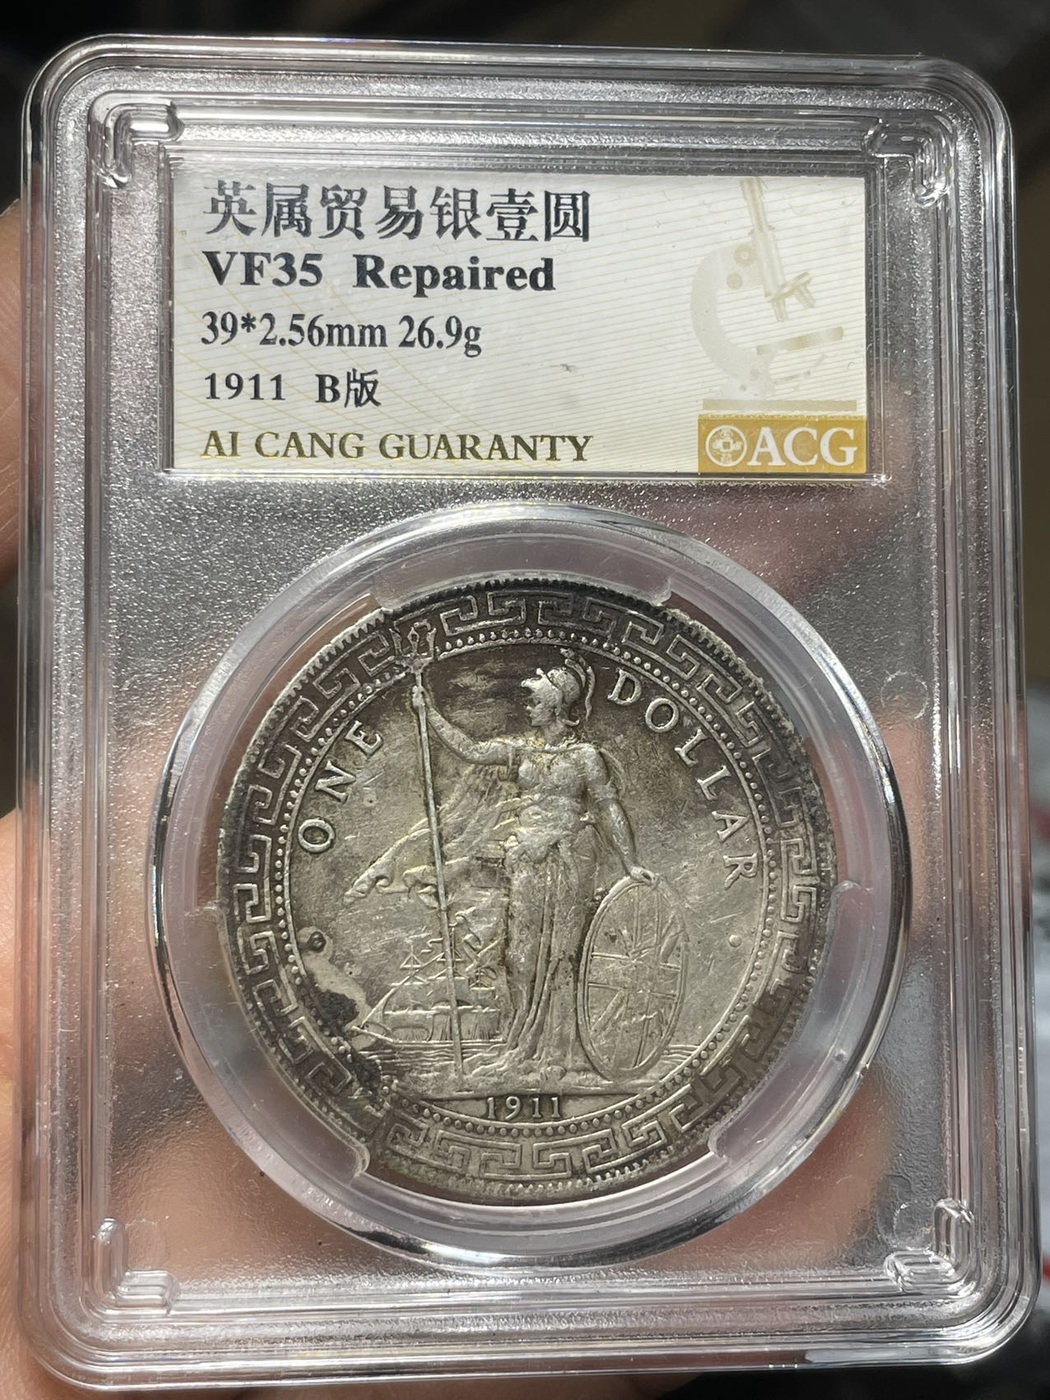 英属贸易银壹圆
VF35 Repaired
39*2.56mm 26.9g
1911 B版
AI CANG GUARANTY
ACG
ONE DOLLAR
1911